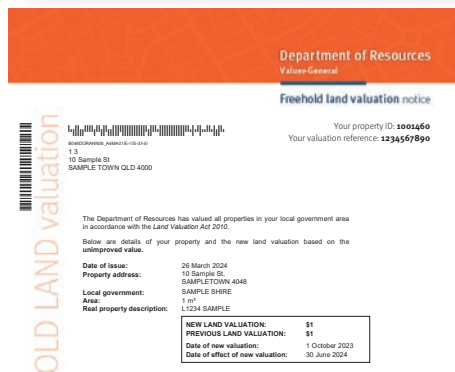 Department of Resources
Valuer-General
Freehold land valuation notice
Your property ID: 1001460
Your valuation reference: 1234567890
1 3
10 Sample St
SAMPLE TOWN QLD 4000
OLD LAND valuation
The Department of Resources has valued all properties in your local government area
in accordance with the Land Valuation Act 2010.
Below are details of your property and the new land valuation based on the
unimproved value.
Date of issue: 26 March 2024
Property address: 10 Sample St,
SAMPLETOWN 4048
Local government: SAMPLE SHIRE
Area: 1 m²
Real property description: L1234 SAMPLE
NEW LAND VALUATION: $1
PREVIOUS LAND VALUATION: $1
Date of new valuation: 1 October 2023
Date of effect of new valuation: 30 June 2024